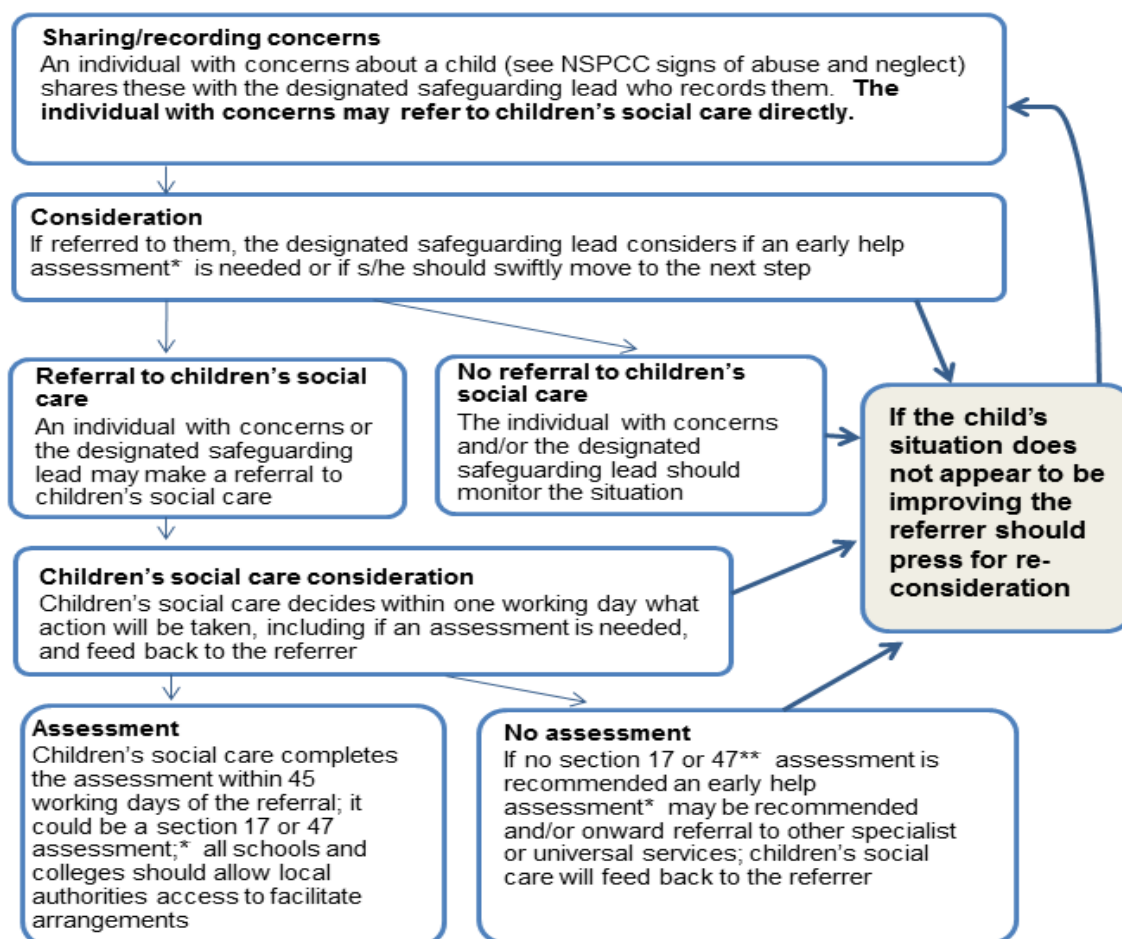 Sharing/recording concerns
An individual with concerns about a child (see NSPCC signs of abuse and neglect)
shares these with the designated safeguarding lead who records them. The
individual with concerns may refer to children's social care directly.
Consideration
If referred to them, the designated safeguarding lead considers if an early help
assessment* is needed or if s/he should swiftly move to the next step
Referral to children's social
care
An individual with concerns or
the designated safeguarding
lead may make a referral to
children's social care
No referral to children's
social care
The individual with concerns
and/or the designated
safeguarding lead should
monitor the situation
If the child's
situation does
not appear to be
improving the
referrer should
press for re-
consideration
Children's social care consideration
Children's social care decides within one working day what
action will be taken, including if an assessment is needed,
and feed back to the referrer
Assessment
Children's social care completes
the assessment within 45
working days of the referral; it
could be a section 17 or 47
assessment;* all schools and
colleges should allow local
authorities access to facilitate
arrangements
No assessment
If no section 17 or 47** assessment is
recommended an early help
assessment* may be recommended
and/or onward referral to other specialist
or universal services; children's social
care will feed back to the referrer